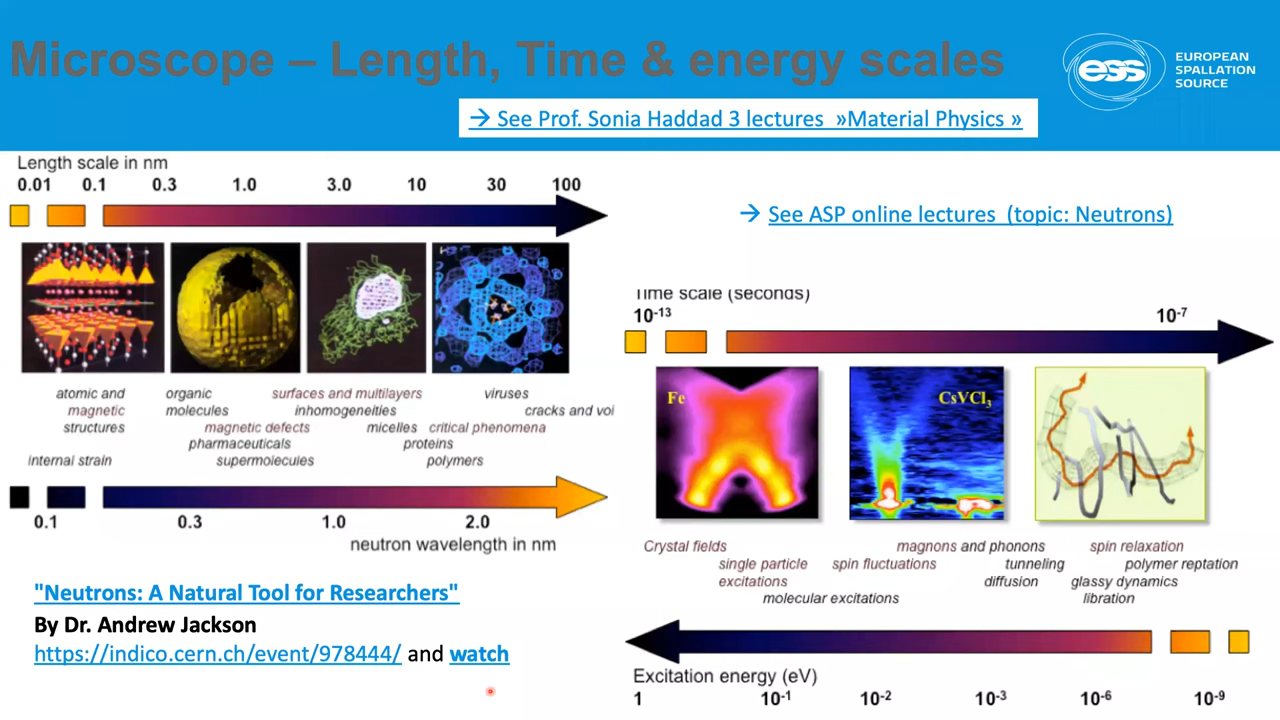 Microscope – Length, Time & energy scales
ess
EUROPEAN
SPALLATION
SOURCE
→ See Prof. Sonia Haddad 3 lectures »Material Physics »
Length scale in nm
0.01 0.1 0.3 1.0 3.0 10 30 100
→ See ASP online lectures (topic: Neutrons)
atomic and
magnetic
structures
internal strain
organic
molecules
magnetic defects
pharmaceuticals
supermolecules
surfaces and multilayers
inhomogeneities
micelles critical phenomena
proteins
polymers
viruses
cracks and voi
0.1 0.3 1.0 2.0
neutron wavelength in nm
"Neutrons: A Natural Tool for Researchers"
By Dr. Andrew Jackson
https://indico.cern.ch/event/978444/ and watch
Time scale (seconds)
10-13 10-7
Fe
CsVCl3
Crystal fields
single particle
excitations
molecular excitations
spin fluctuations
magnons and phonons
tunneling
diffusion
spin relaxation
polymer reptation
glassy dynamics
libration
Excitation energy (eV)
1 10-1 10-2 10-3 10-6 10-9